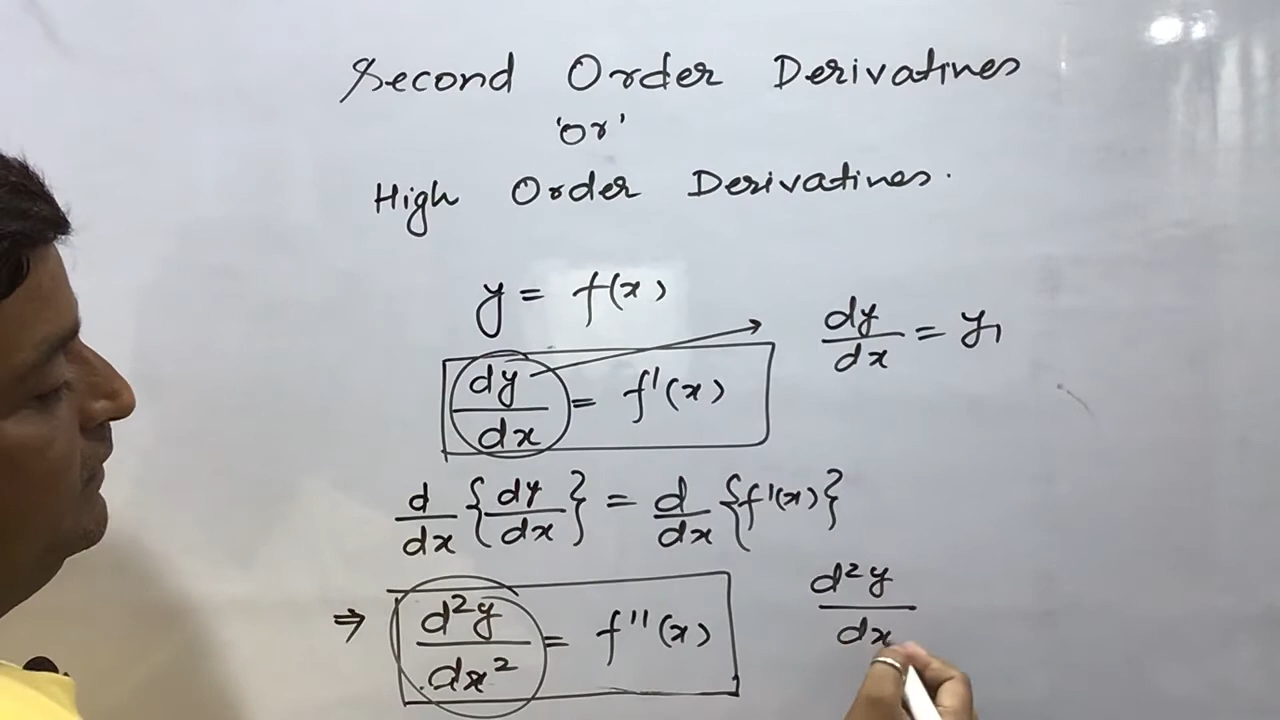 Second Order Derivatives
'or'
High Order Derivatives.
y = f(x)
dy/dx = f'(x)
dy/dx = y₁
d/dx {dy/dx} = d/dx {f'(x)}
⇒ d²y/dx² = f''(x)
d²y/dx